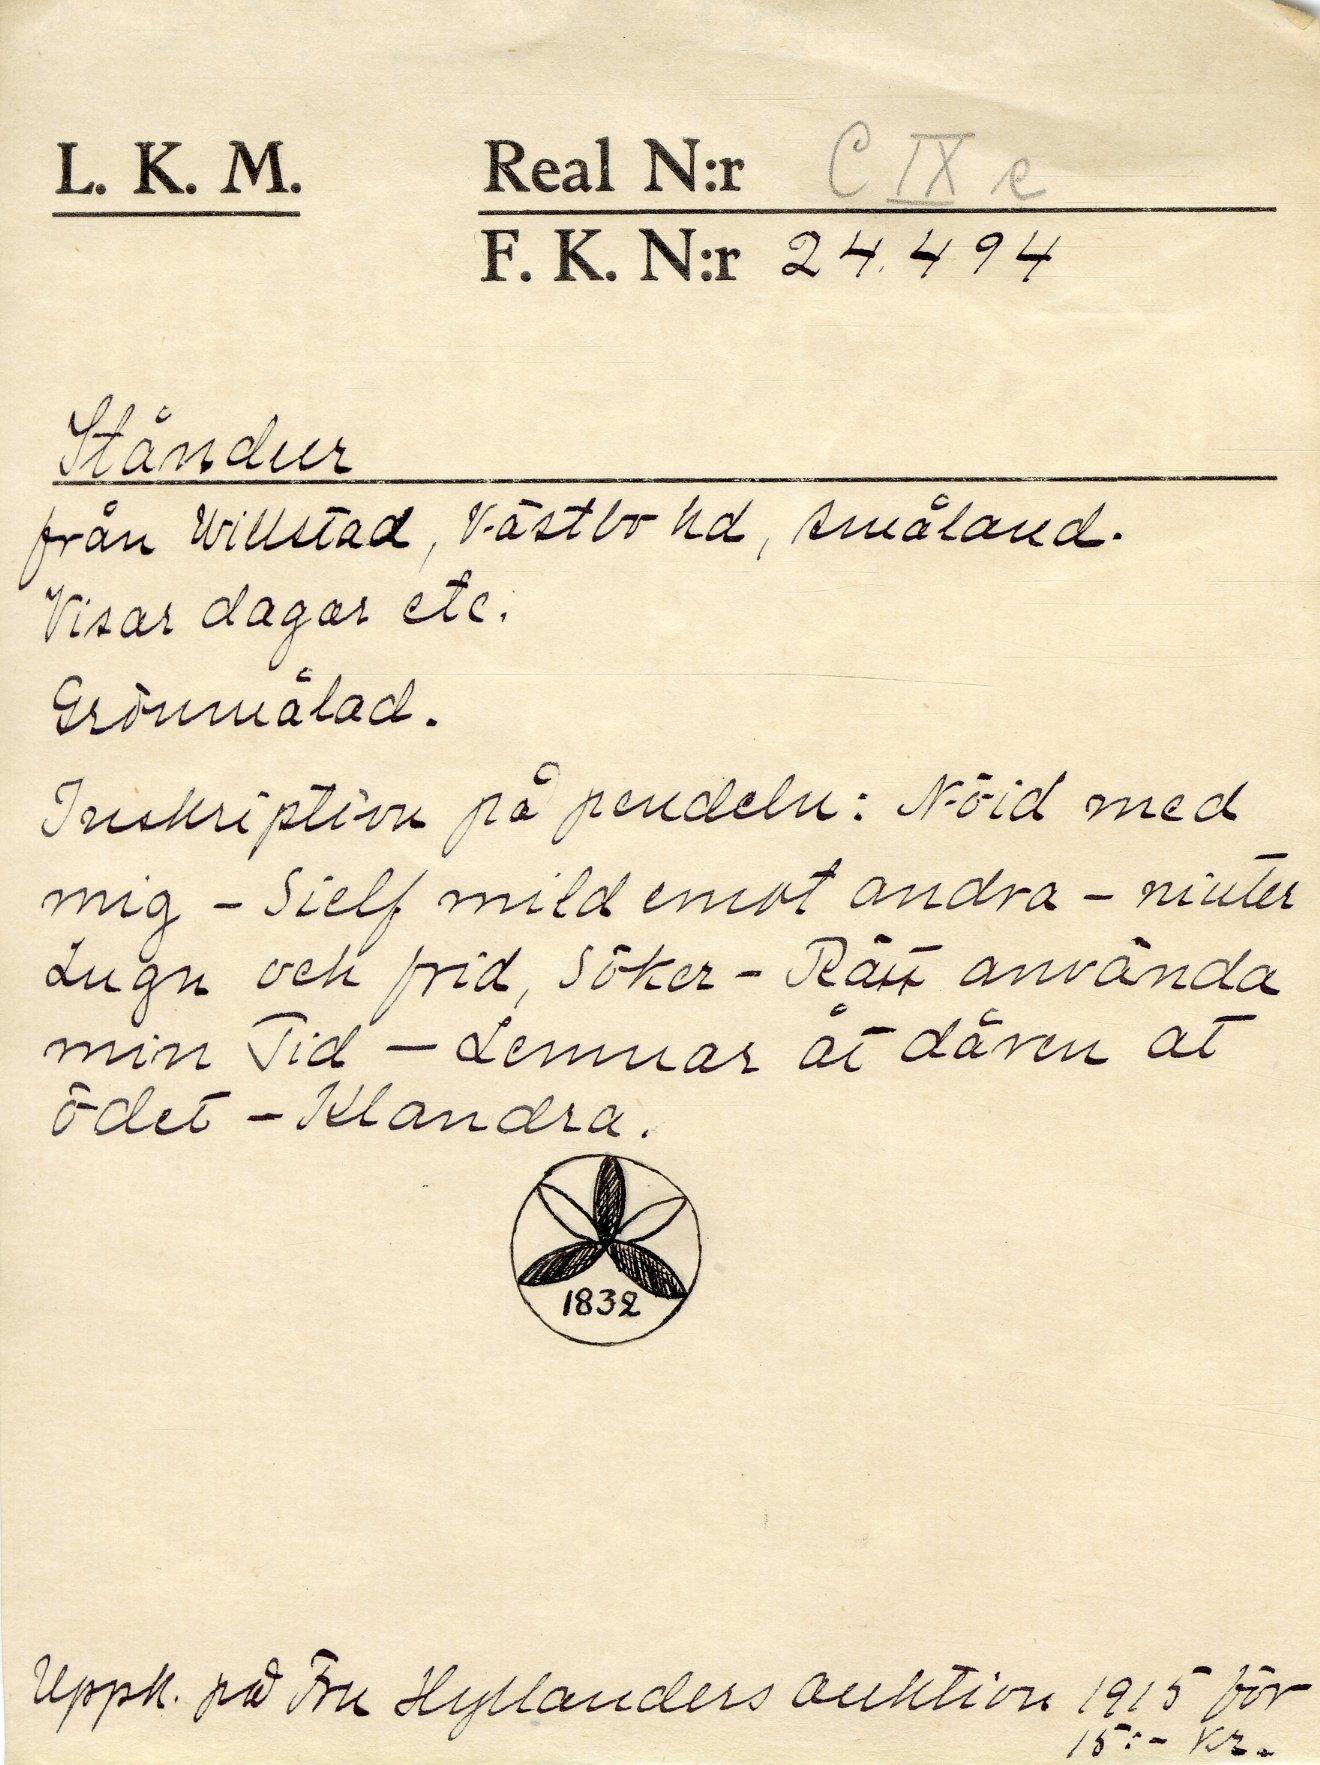 L. K. M.
Real N:r C IX e
F. K. N:r 24.494
Ståndur
från Willstad, Västbo hd, Småland.
Visar dagar etc.
Grönmålad.
Inskription på pendeln: Nöid med
mig – Sielf mild emot andra – niuter
Lugn och frid, Söker – Rätt använda
min Tid – Lemnar åt dåren at
ödet – Klandra.
1832
Uppk. på Fru Hyllanders auktion 1915 för
15:- kr.